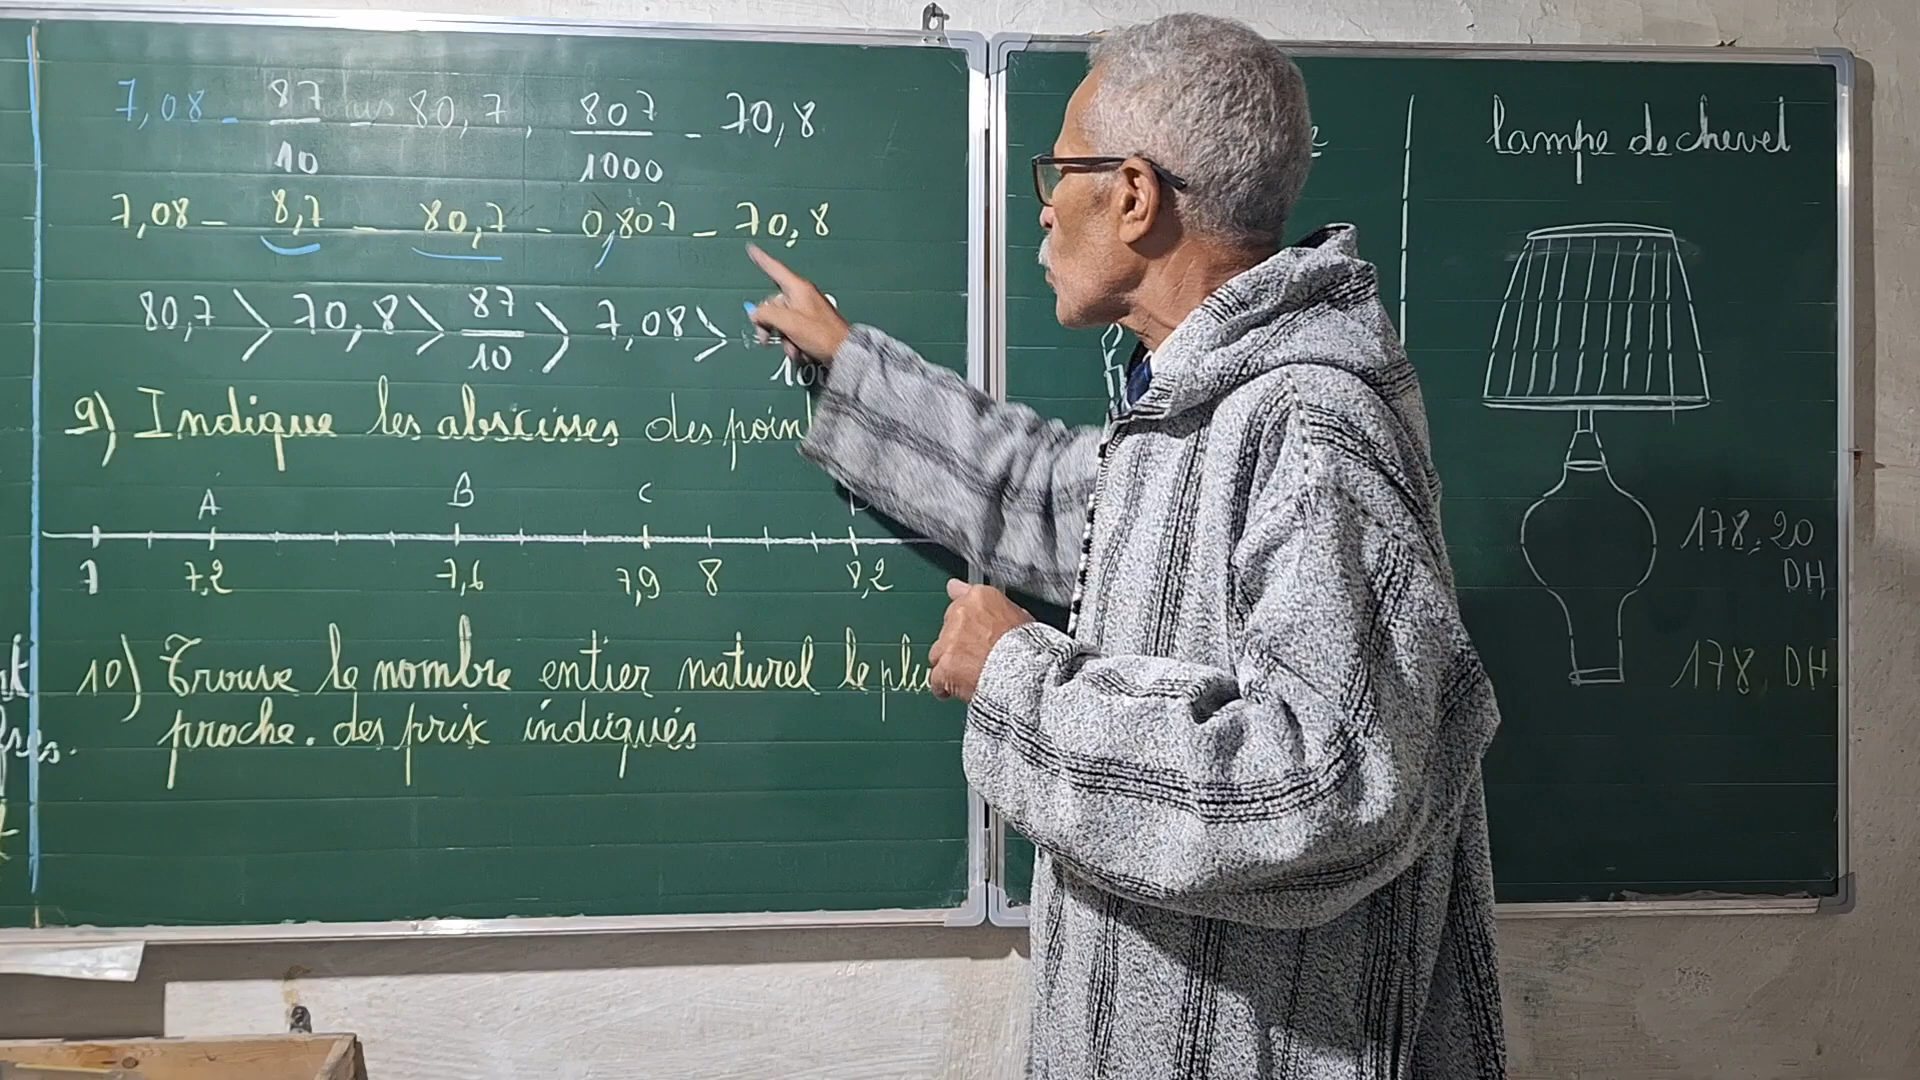 7,08 - 87/10 - 80,7, 807/1000 - 70,8
7,08 - 8,7 - 80,7 - 0,807 - 70,8
80,7 > 70,8 > 87/10 > 7,08 >
9) Indique les abscisses des point
A B C
7 7,2 7,6 7,9 8 8,2
10) Trouve le nombre entier naturel le plu
proche. des prix indiqués
lampe de chevel
178,20
DH
178, DH